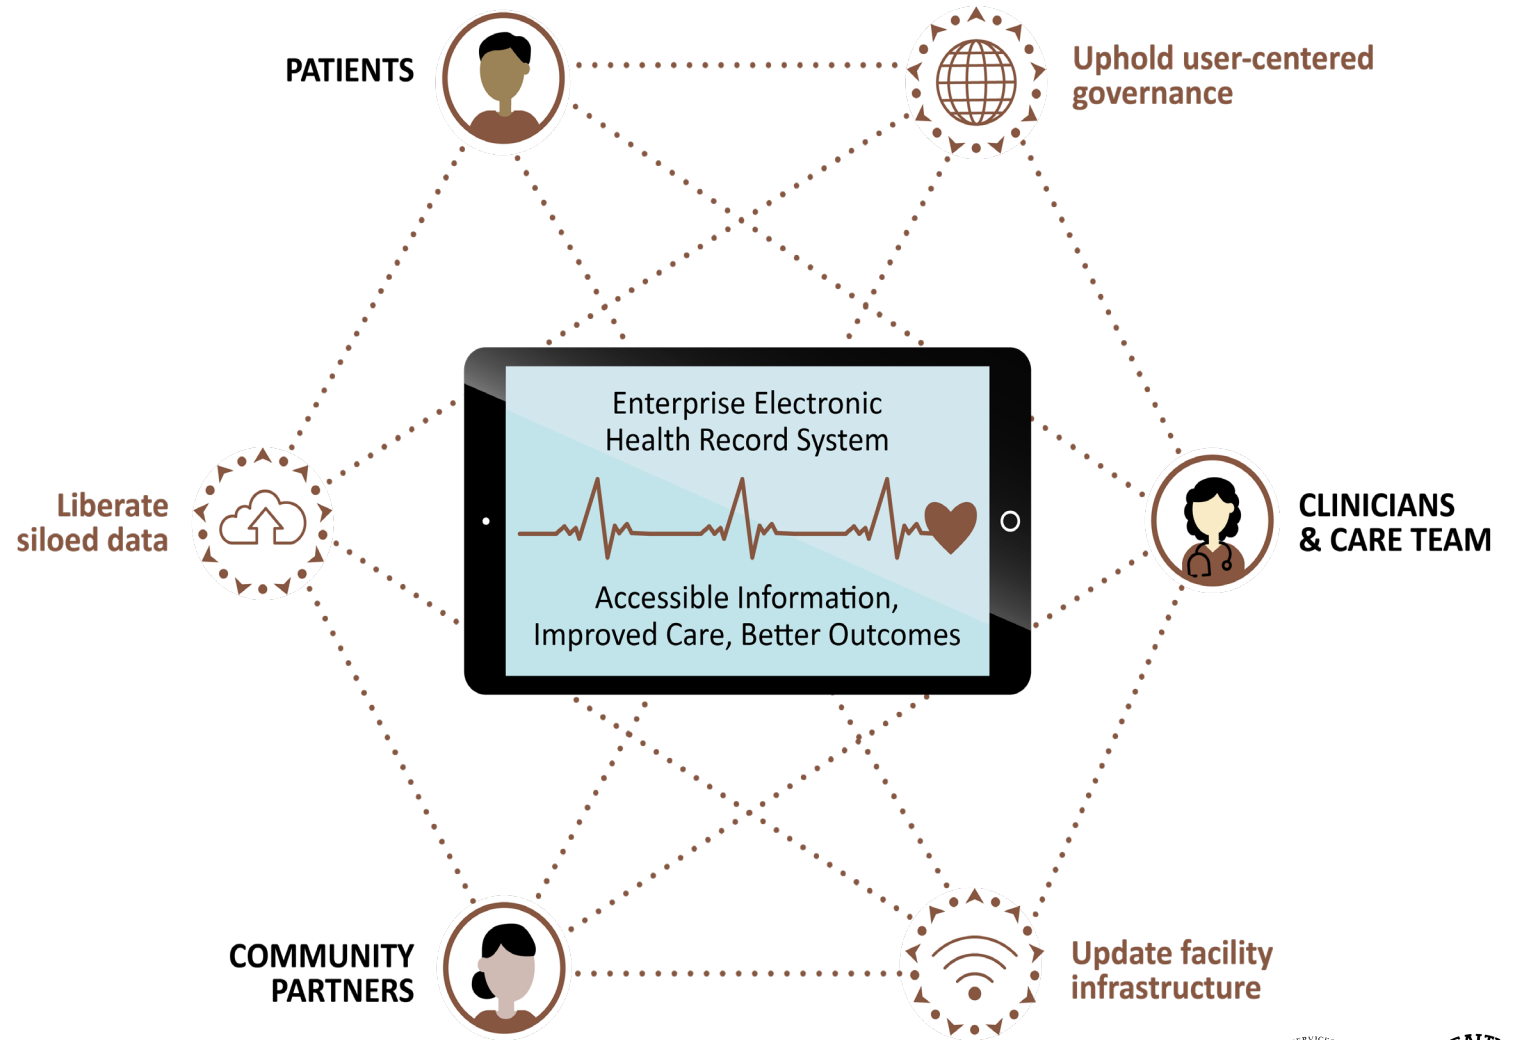 PATIENTS
Uphold user-centered
governance
Enterprise Electronic
Health Record System
Liberate
siloed data
CLINICIANS
& CARE TEAM
Accessible Information,
Improved Care, Better Outcomes
COMMUNITY
PARTNERS
Update facility
infrastructure